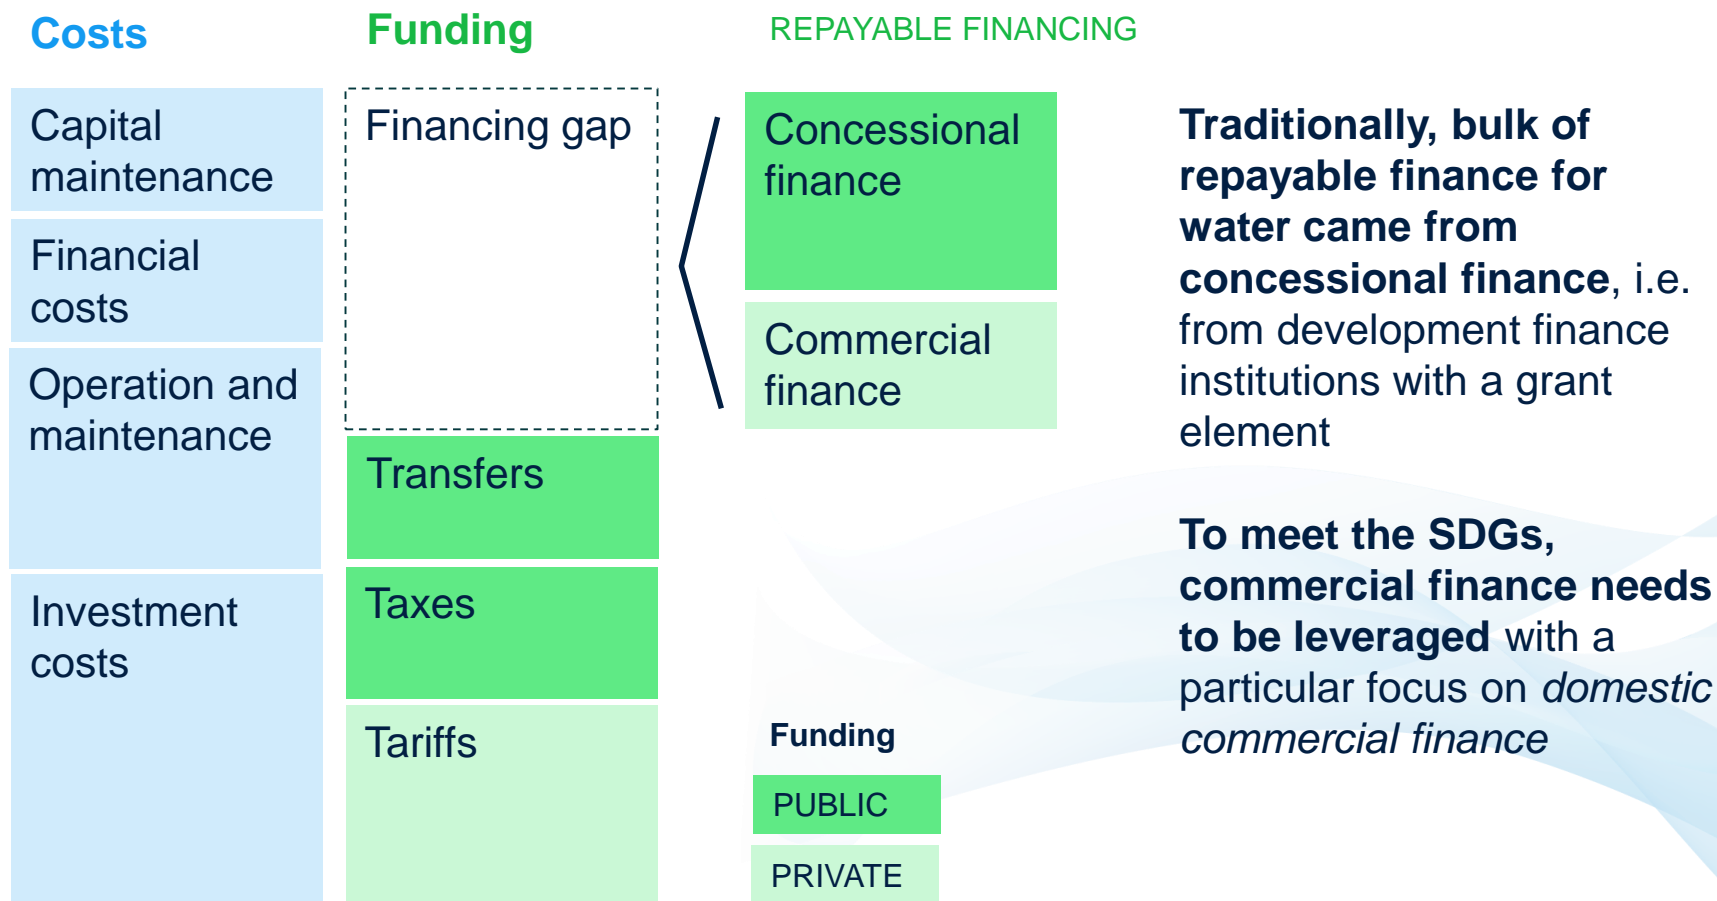 Costs
Capital
maintenance
Financial
costs
Operation and
maintenance
Investment
costs
Funding
Financing gap
Transfers
Taxes
Tariffs
REPAYABLE FINANCING
Concessional
finance
Commercial
finance
Funding
PUBLIC
PRIVATE
Traditionally, bulk of
repayable finance for
water came from
concessional finance, i.e.
from development finance
institutions with a grant
element
To meet the SDGs,
commercial finance needs
to be leveraged with a
particular focus on domestic
commercial finance